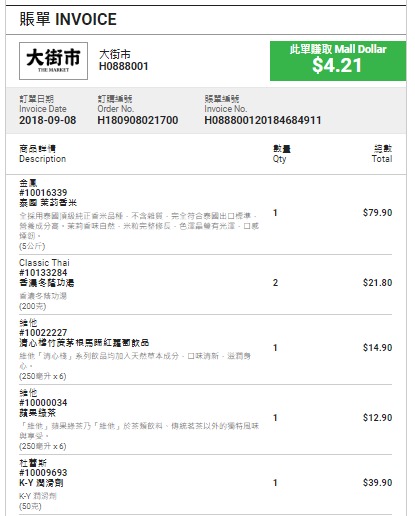 賬單 INVOICE
大街市
THE MARKET
大街市
H0888001
此單賺取 Mall Dollar
$4.21
訂單日期
Invoice Date
2018-09-08
訂購編號
Order No.
H180908021700
賬單編號
Invoice No.
H088800120184684911
商品詳情
Description
數量
Qty
總數
Total
金鳳
#10016339
泰國 茉莉香米
全採用泰國頂級純正香米品種，不含雜質，完全符合泰國出口標準，
營養成分高。茉莉香味自然，米粒完整修長，色澤晶瑩有光澤，口感
(5公斤)
1
$79.90
Classic Thai
#10133284
香濃冬蔭功湯
香濃冬蔭功湯
(200克)
2
$21.80
維他
#10022227
清心棧竹蔗茅根馬蹄紅蘿蔔飲品
維他「清心棧」系列飲品均加入天然草本成分，口味清新，滋潤身
心。
(250毫升 x 6)
1
$14.90
維他
#10000034
蘋果綠茶
「維他」蘋果綠茶乃「維他」於茶類飲料、傳統茗茶以外的獨特風味
與享受。
(250毫升 x 6)
1
$12.90
杜蕾斯
#10009693
K-Y 潤滑劑
K-Y 潤滑劑
(50克)
1
$39.90